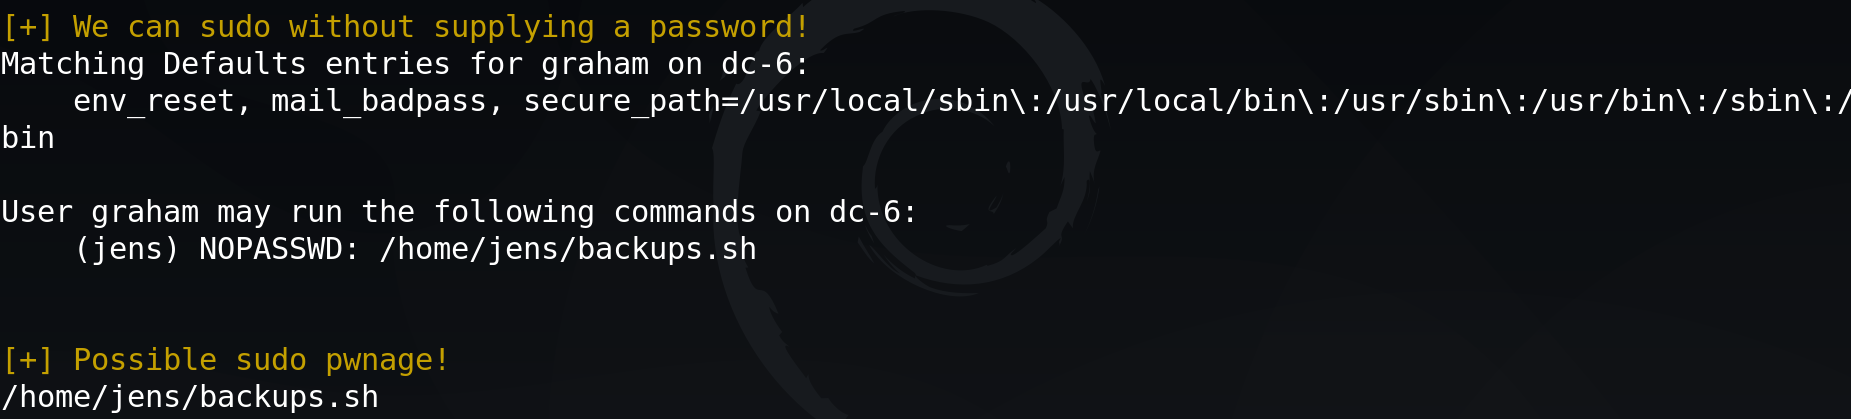 [+] We can sudo without supplying a password!
Matching Defaults entries for graham on dc-6:
    env_reset, mail_badpass, secure_path=/usr/local/sbin\:/usr/local/bin\:/usr/sbin\:/usr/bin\:/sbin\:/
bin
User graham may run the following commands on dc-6:
    (jens) NOPASSWD: /home/jens/backups.sh
[+] Possible sudo pwnage!
/home/jens/backups.sh